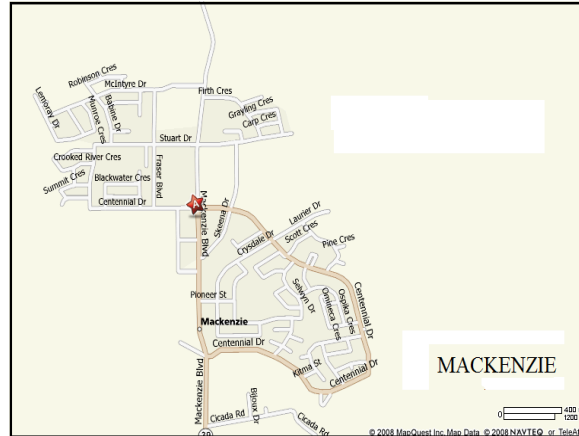 Robinson Cres
McIntyre Dr
Lemoray Dr
Munroe Cres
Babine Dr
Firth Cres
Grayling Cres
Carp Cres
Stuart Dr
Crooked River Cres
Fraser Blvd
Summit Cres
Blackwater Cres
Centennial Dr
A
Mackenzie Blvd
Skeena Dr
Laurier Dr
Crysdale Dr
Scott Cres
Pine Cres
Selwyn Dr
Omineca Cres
Ospika Cres
Centennial Dr
Pioneer St
Mackenzie
Centennial Dr
Kitma St
Centennial Dr
MACKENZIE
Mackenzie Blvd
Bijoux Dr
Cicada Rd
Cicada Rd
39
0
400
1200
© 2008 MapQuest Inc. Map Data © 2008 NAVTEQ or TeleAt